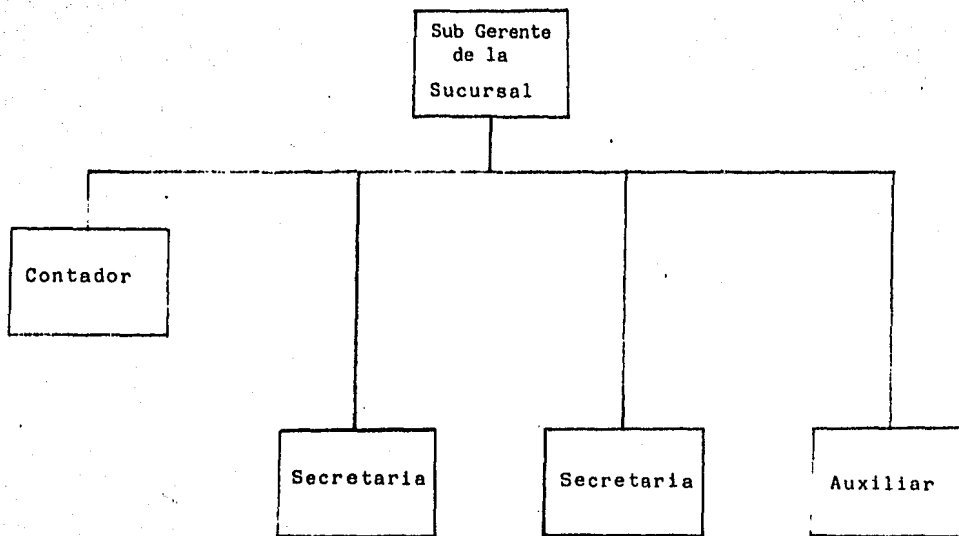 Sub Gerente
de la
Sucursal
Contador
Secretaria
Secretaria
Auxiliar